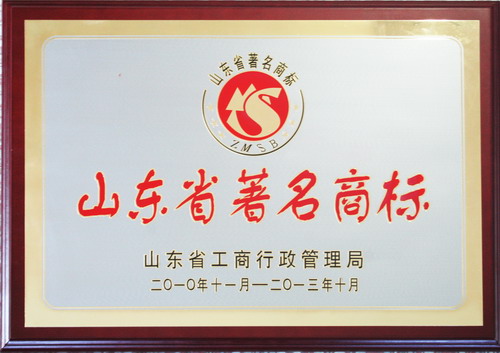 山东省著名商标
ZMSB
山东省著名商标
山东省工商行政管理局
二〇一〇年十一月—二〇一三年十月